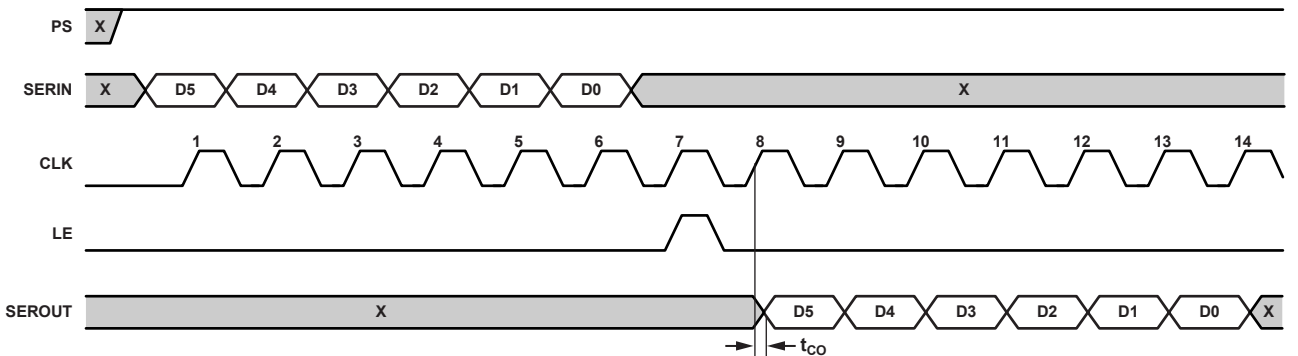 PS X
SERIN X D5 D4 D3 D2 D1 D0 X
1 2 3 4 5 6 7 8 9 10 11 12 13 14
CLK
LE
SEROUT X D5 D4 D3 D2 D1 D0 X
tCO